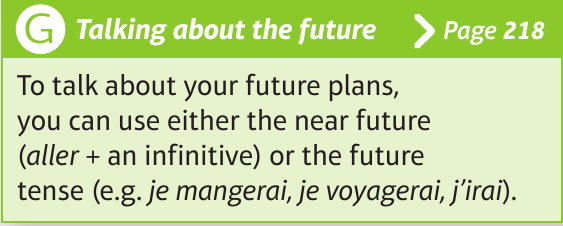 G Talking about the future Page 218
To talk about your future plans,
you can use either the near future
(aller + an infinitive) or the future
tense (e.g. je mangerai, je voyagerai, j'irai).